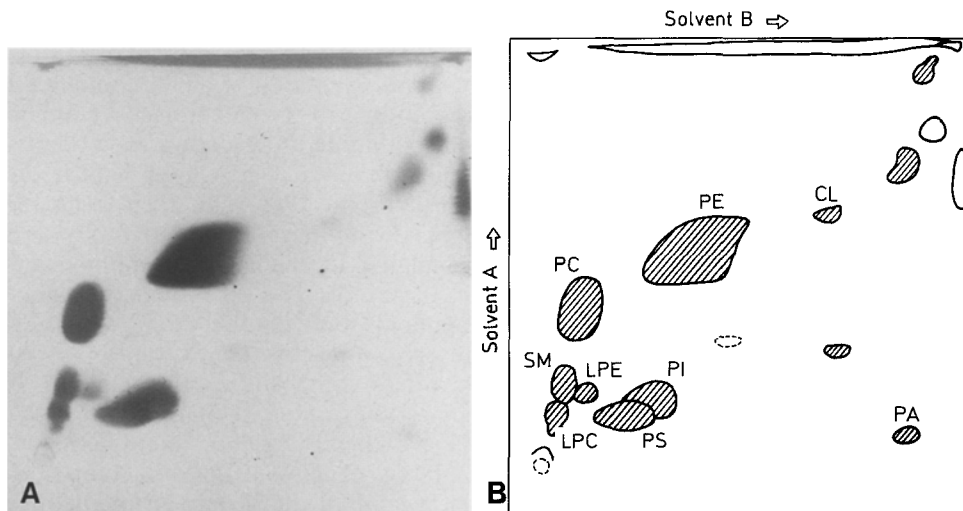 Solvent B ⇨
Solvent A ⇨
PE
CL
PC
SM
LPE
PI
LPC
PS
PA
A
B